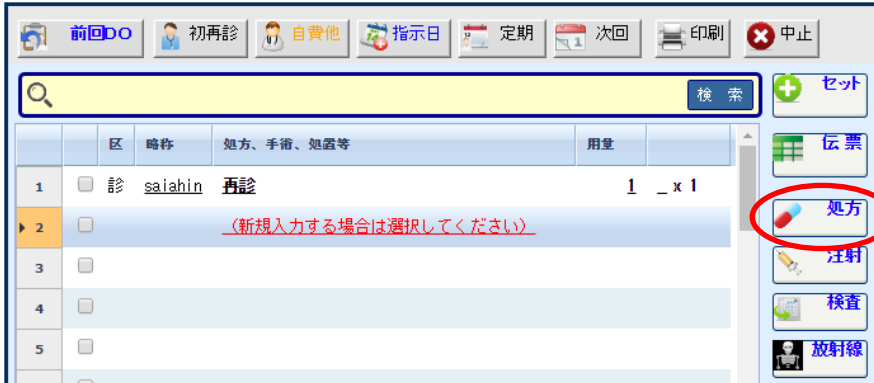 前回DO 初再診 自費他 指示日 定期 次回 印刷 中止
検 索
セット
区 略称 処方、手術、処置等 用量
伝票
1 診 saiahin 再診 1 _ x 1
処方
2 (新規入力する場合は選択してください)
注射
3
検査
4
放射線
5